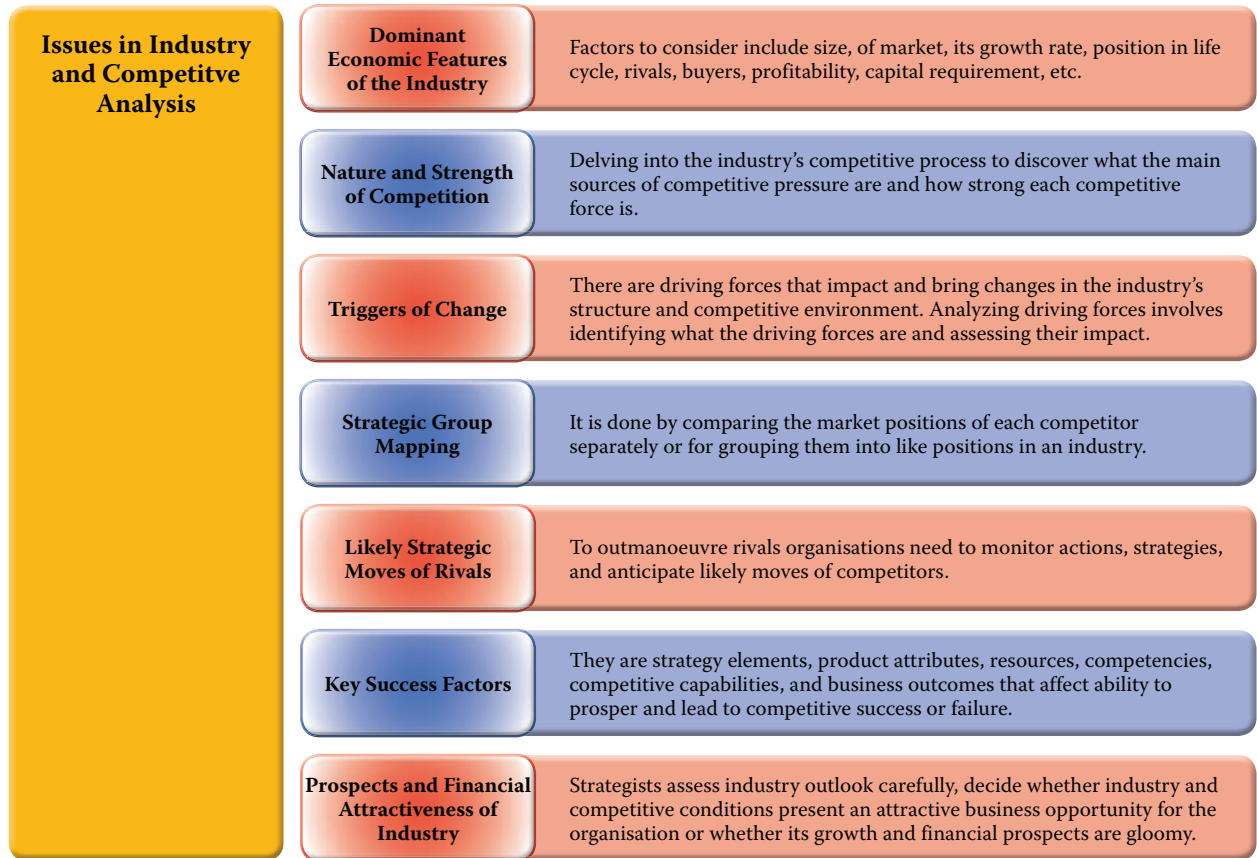 Issues in Industry
and Competitve
Analysis
Dominant
Economic Features
of the Industry
Factors to consider include size, of market, its growth rate, position in life
cycle, rivals, buyers, profitability, capital requirement, etc.
Nature and Strength
of Competition
Delving into the industry’s competitive process to discover what the main
sources of competitive pressure are and how strong each competitive
force is.
Triggers of Change
There are driving forces that impact and bring changes in the industry’s
structure and competitive environment. Analyzing driving forces involves
identifying what the driving forces are and assessing their impact.
Strategic Group
Mapping
It is done by comparing the market positions of each competitor
separately or for grouping them into like positions in an industry.
Likely Strategic
Moves of Rivals
To outmanoeuvre rivals organisations need to monitor actions, strategies,
and anticipate likely moves of competitors.
Key Success Factors
They are strategy elements, product attributes, resources, competencies,
competitive capabilities, and business outcomes that affect ability to
prosper and lead to competitive success or failure.
Prospects and Financial
Attractiveness of
Industry
Strategists assess industry outlook carefully, decide whether industry and
competitive conditions present an attractive business opportunity for the
organisation or whether its growth and financial prospects are gloomy.